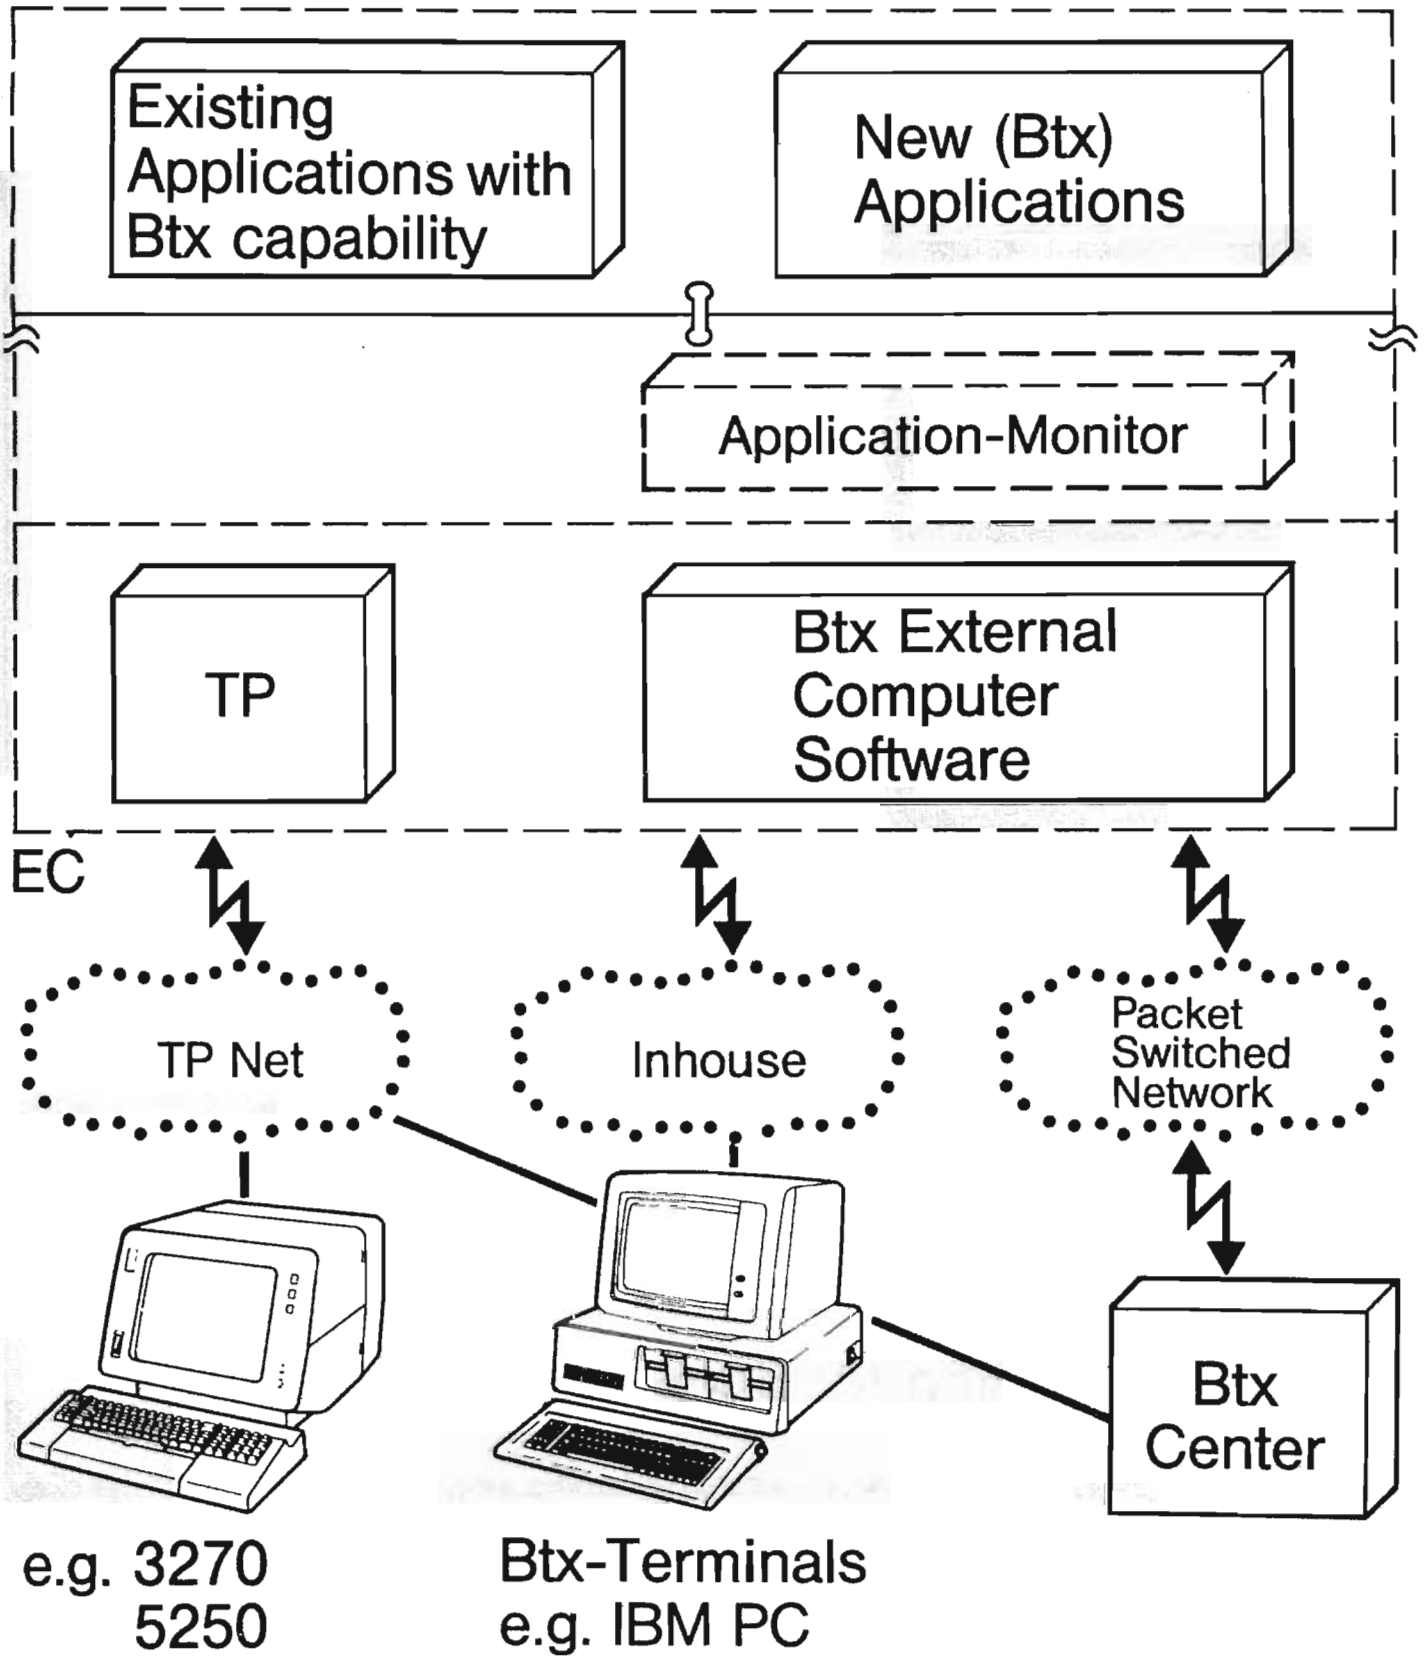 Existing
Applications with
Btx capability
New (Btx)
Applications
Application-Monitor
TP
Btx External
Computer
Software
EC
TP Net
Inhouse
Packet
Switched
Network
Btx
Center
e.g. 3270
5250
Btx-Terminals
e.g. IBM PC